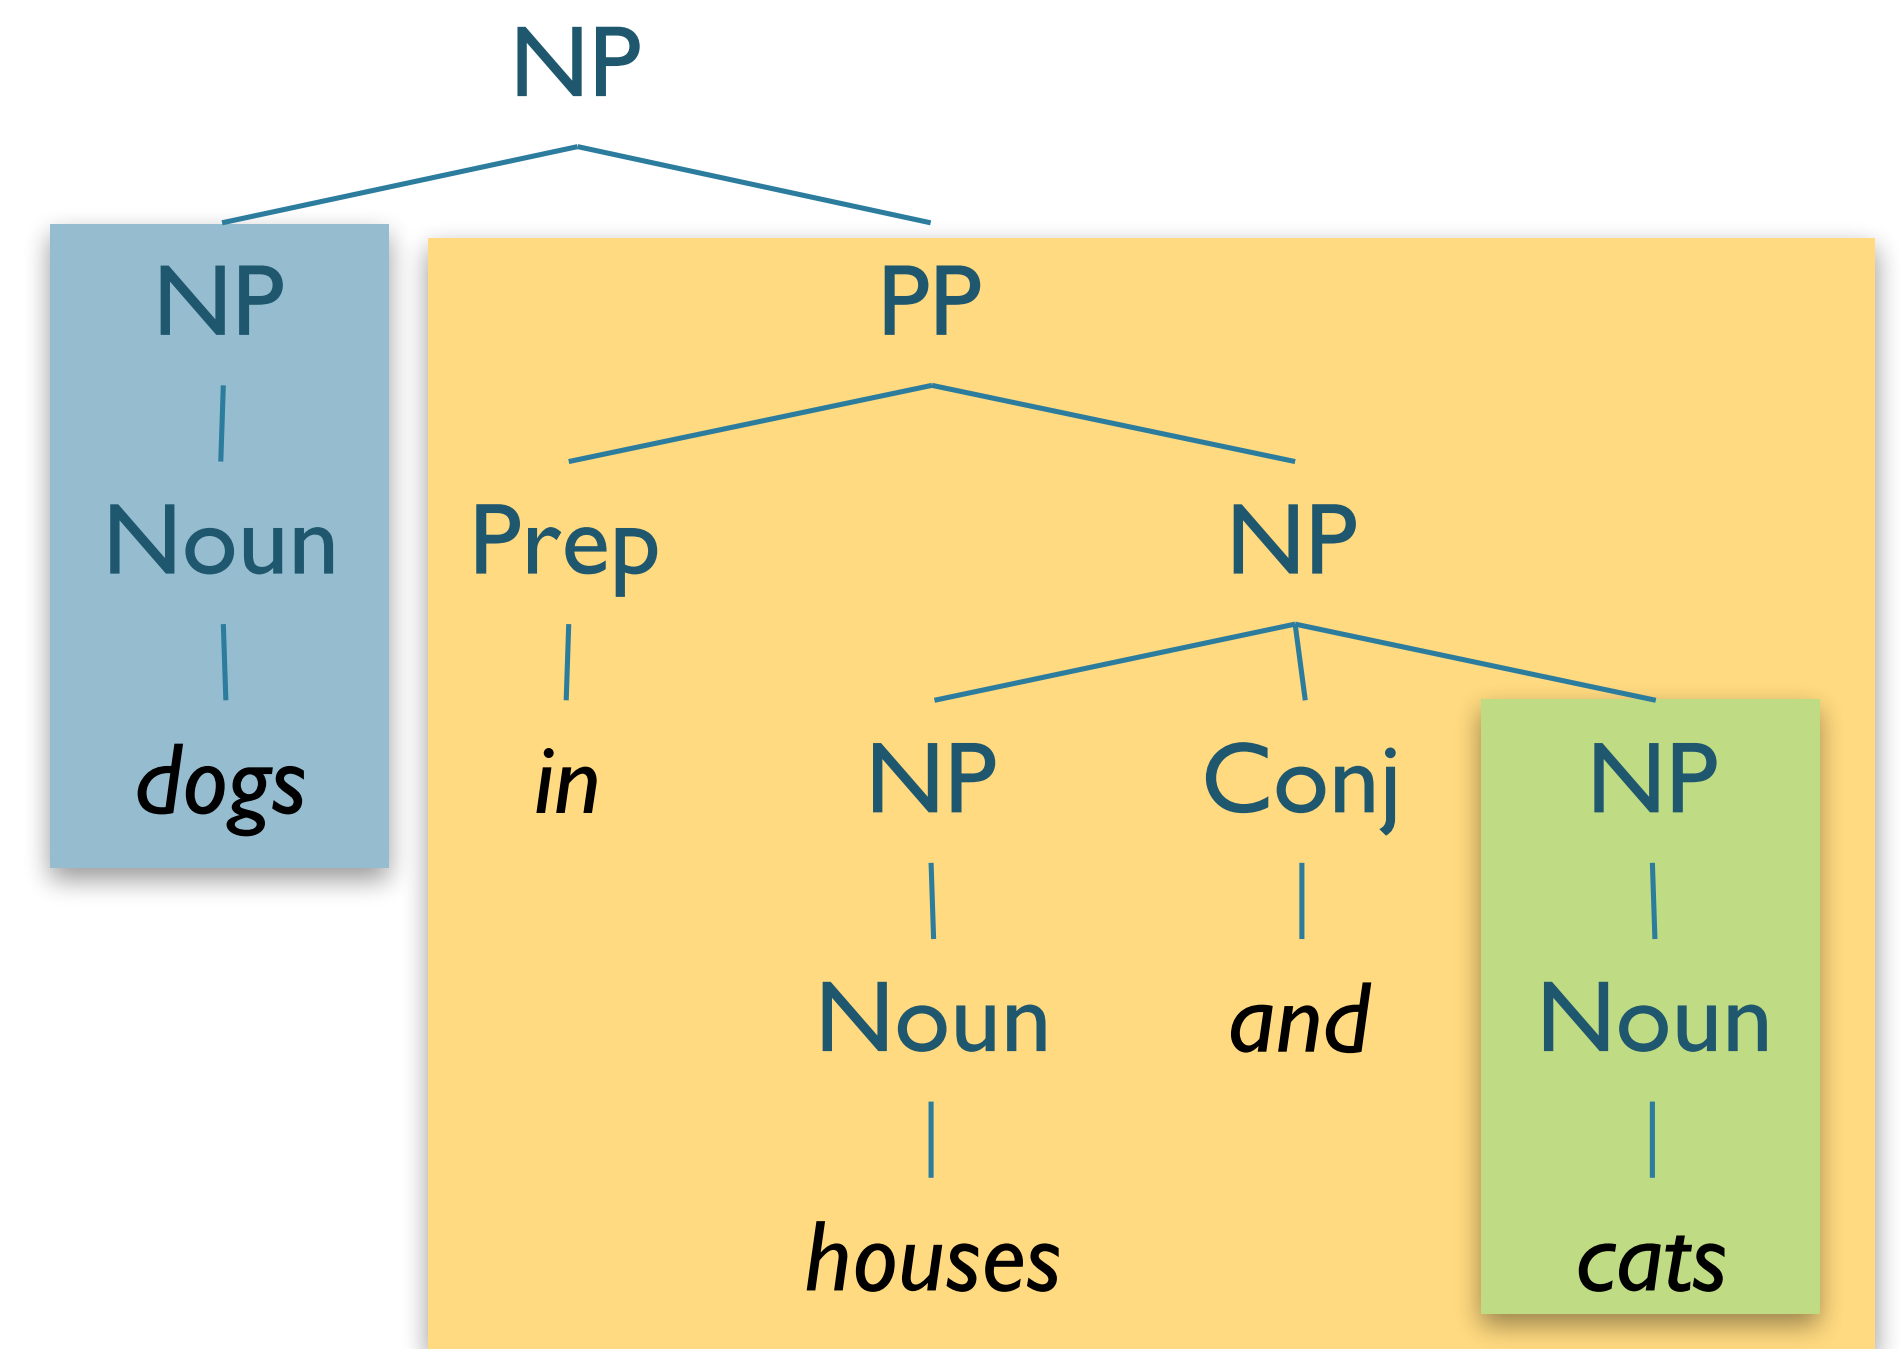 NP
NP PP
Noun Prep NP
dogs in NP Conj NP
Noun and Noun
houses cats